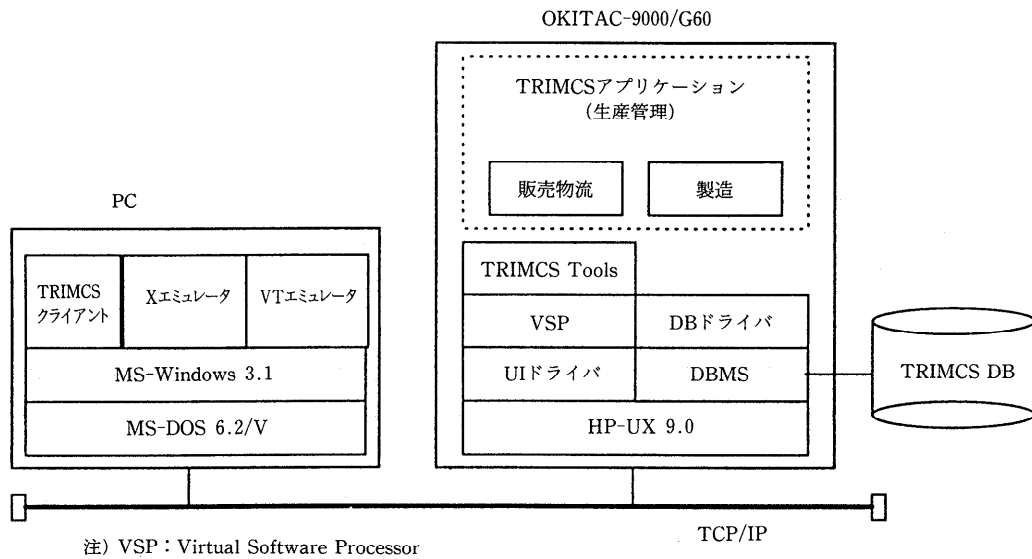 OKITAC-9000/G60
TRIMCSアプリケーション
(生産管理)
販売物流
製造
PC
TRIMCS
クライアント
Xエミュレータ
VTエミュレータ
MS-Windows 3.1
MS-DOS 6.2/V
TRIMCS Tools
VSP
DBドライバ
UIドライバ
DBMS
HP-UX 9.0
TRIMCS DB
TCP/IP
注) VSP:Virtual Software Processor